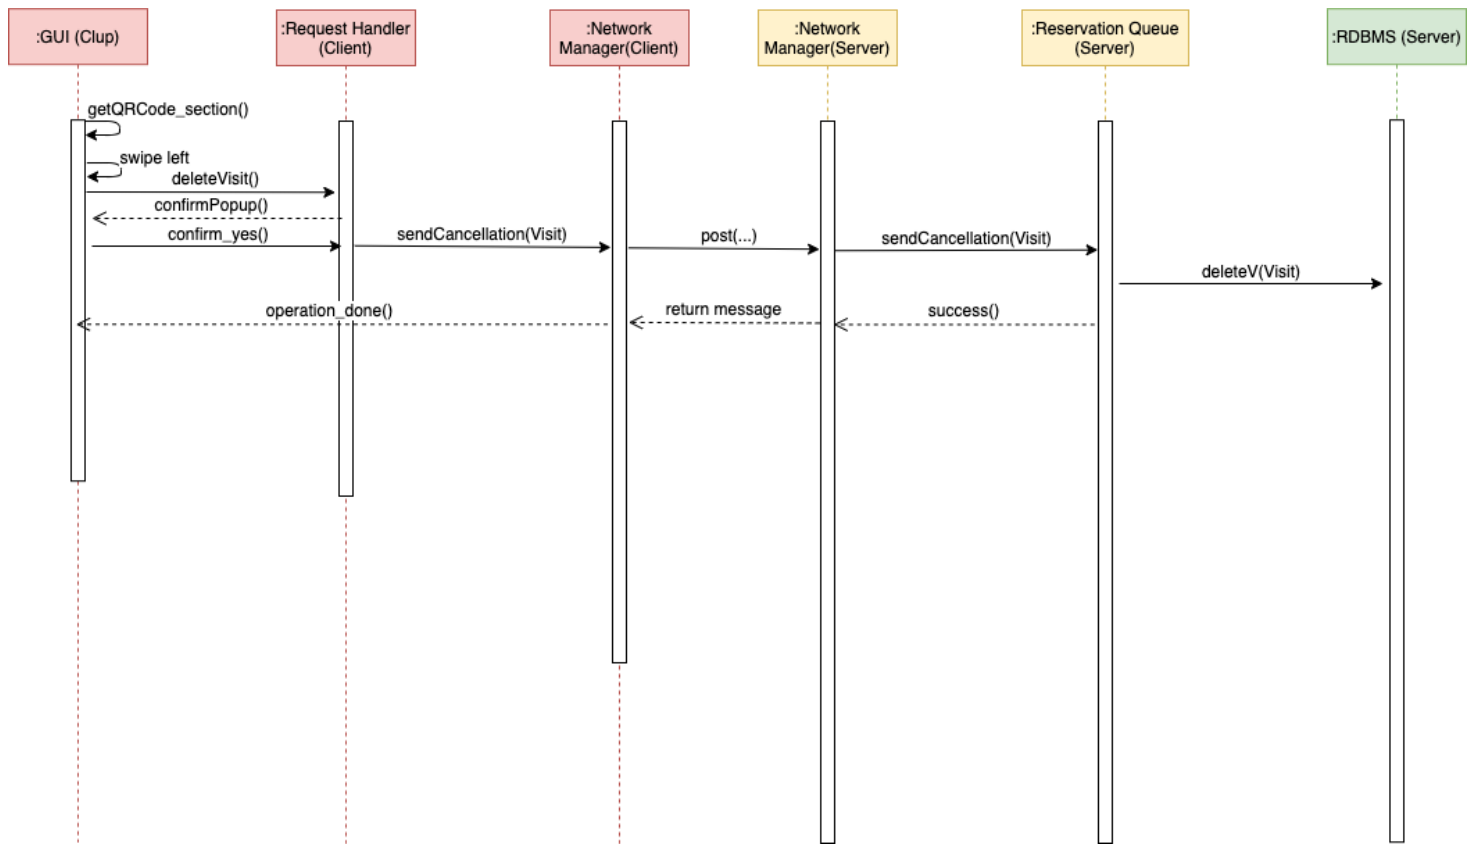 :GUI (Clup)
:Request Handler
(Client)
:Network
Manager(Client)
:Network
Manager(Server)
:Reservation Queue
(Server)
:RDBMS (Server)
getQRCode_section()
swipe left
deleteVisit()
confirmPopup()
confirm_yes()
sendCancellation(Visit)
post(...)
sendCancellation(Visit)
deleteV(Visit)
operation_done()
return message
success()